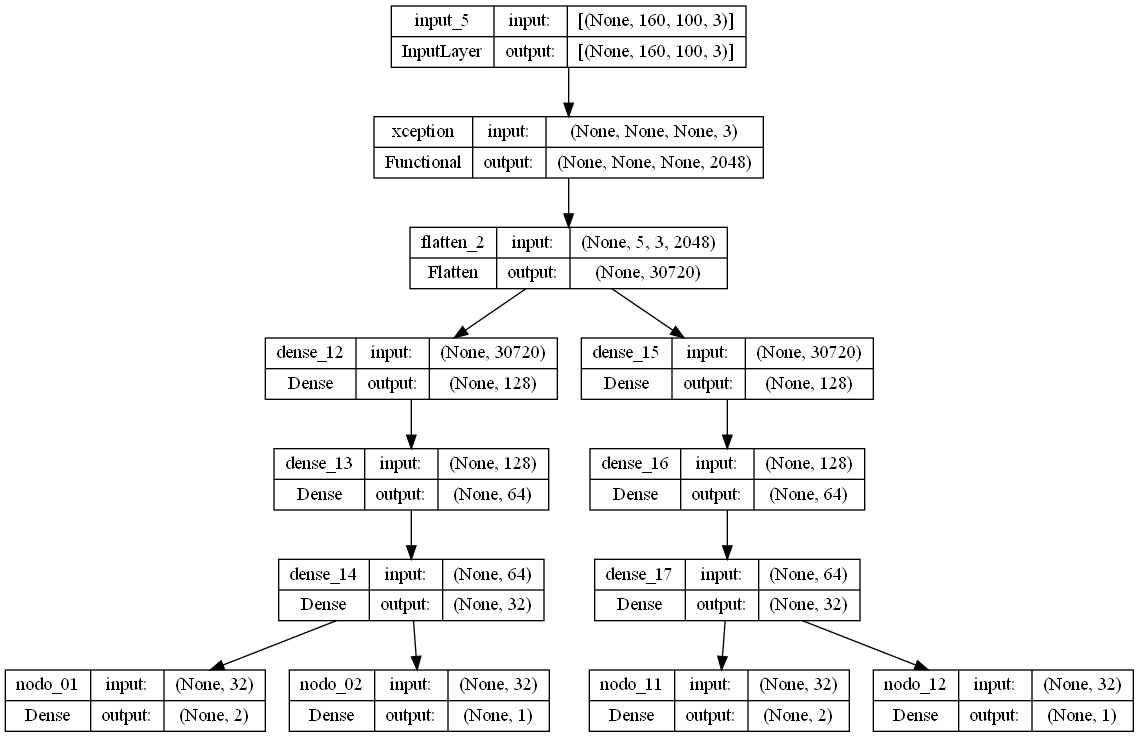 input_5 input: [(None, 160, 100, 3)]
InputLayer output: [(None, 160, 100, 3)]
xception input: (None, None, None, 3)
Functional output: (None, None, None, 2048)
flatten_2 input: (None, 5, 3, 2048)
Flatten output: (None, 30720)
dense_12 input: (None, 30720)
Dense output: (None, 128)
dense_15 input: (None, 30720)
Dense output: (None, 128)
dense_13 input: (None, 128)
Dense output: (None, 64)
dense_16 input: (None, 128)
Dense output: (None, 64)
dense_14 input: (None, 64)
Dense output: (None, 32)
dense_17 input: (None, 64)
Dense output: (None, 32)
nodo_01 input: (None, 32)
Dense output: (None, 2)
nodo_02 input: (None, 32)
Dense output: (None, 1)
nodo_11 input: (None, 32)
Dense output: (None, 2)
nodo_12 input: (None, 32)
Dense output: (None, 1)